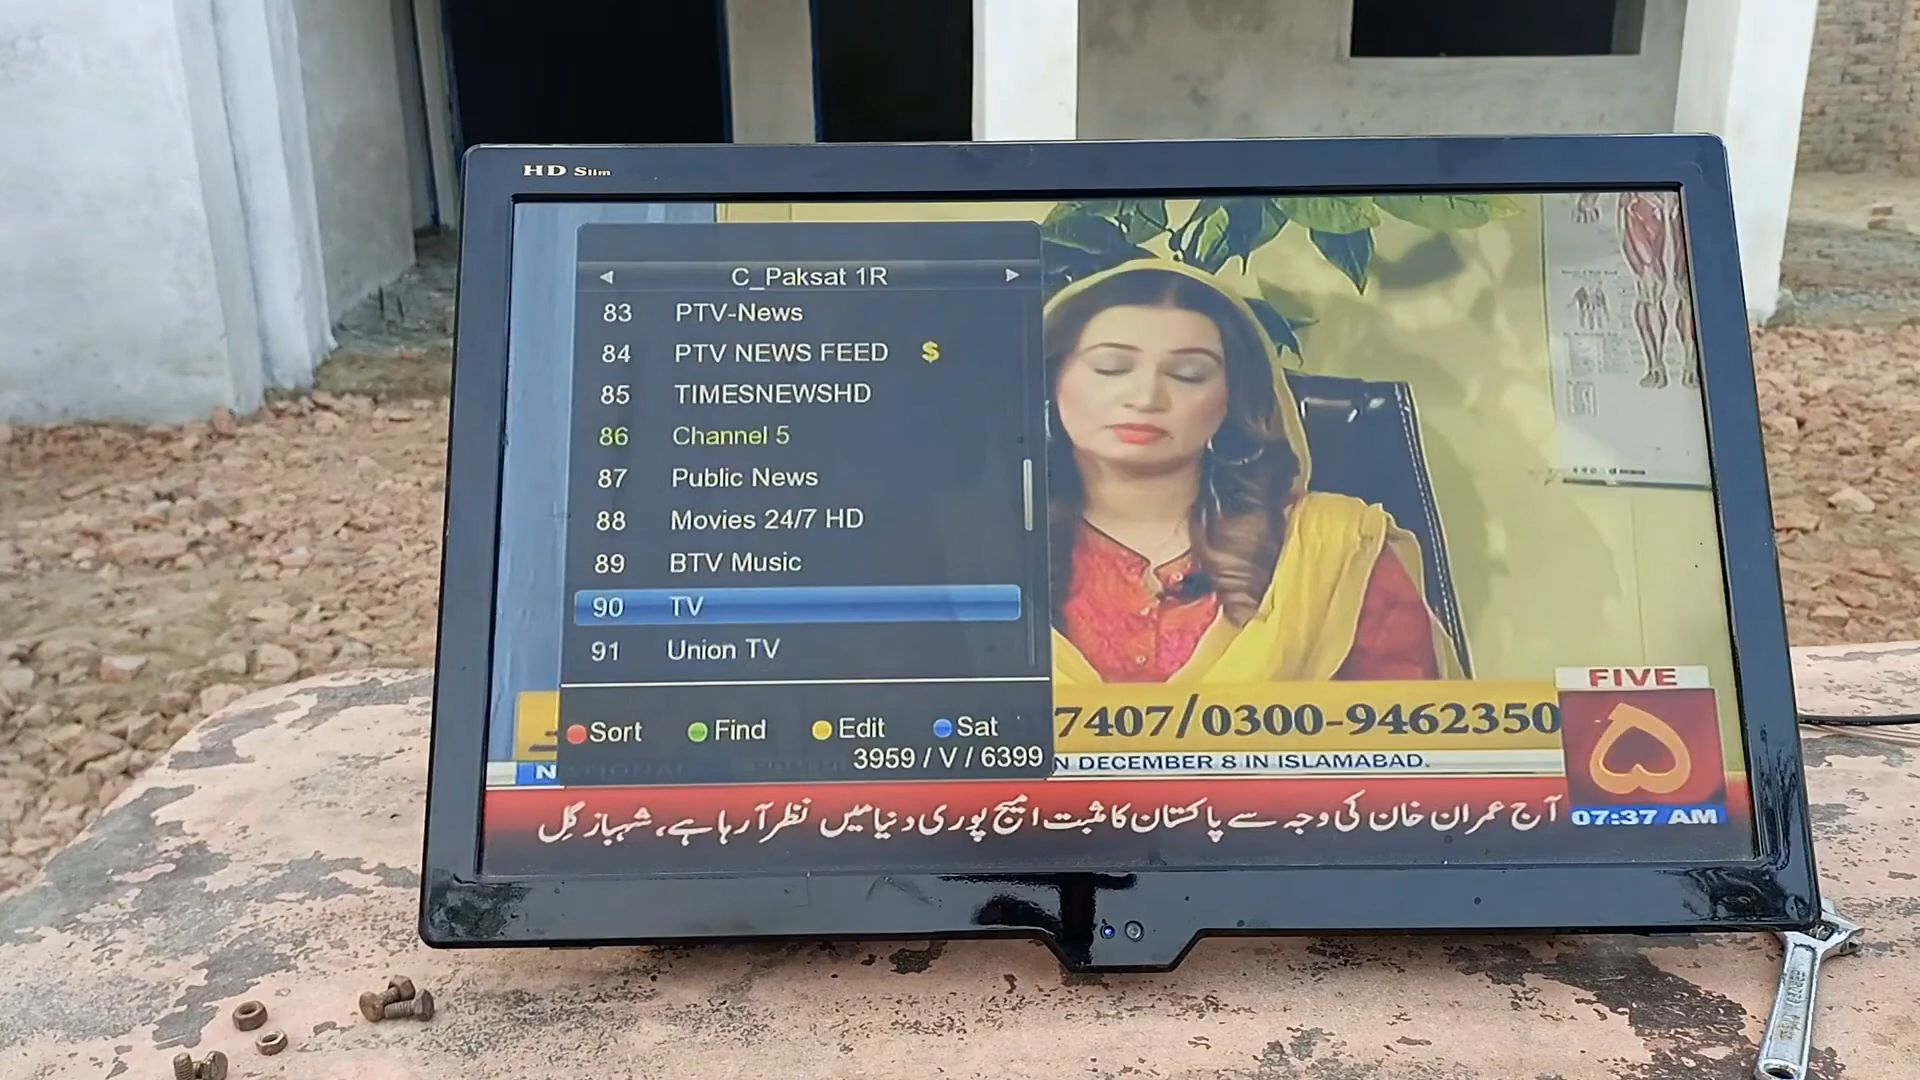 HD Slim
C_Paksat 1R
83 PTV-News
84 PTV NEWS FEED $
85 TIMESNEWSHD
86 Channel 5
87 Public News
88 Movies 24/7 HD
89 BTV Music
90 TV
91 Union TV
Sort Find Edit Sat
3959 / V / 6399
7407/0300-9462350
FIVE
۵
NATIONAL
N DECEMBER 8 IN ISLAMABAD.
آج عمران خان کی وجہ سے پاکستان کا مثبت امیج پوری دنیا میں نظر آ رہا ہے، شہباز گِل
07:37 AM